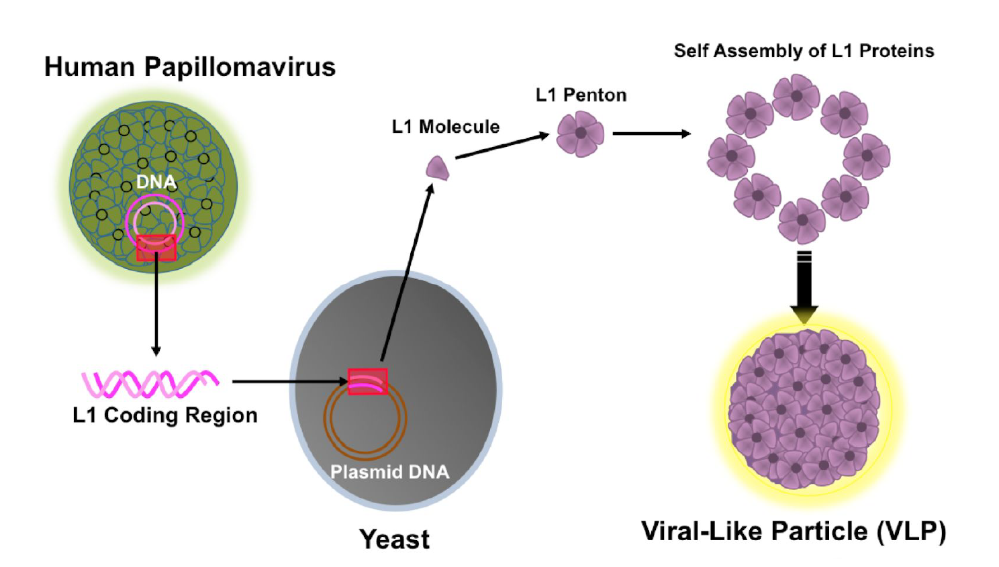 Human Papillomavirus
DNA
L1 Coding Region
Plasmid DNA
Yeast
L1 Molecule
L1 Penton
Self Assembly of L1 Proteins
Viral-Like Particle (VLP)